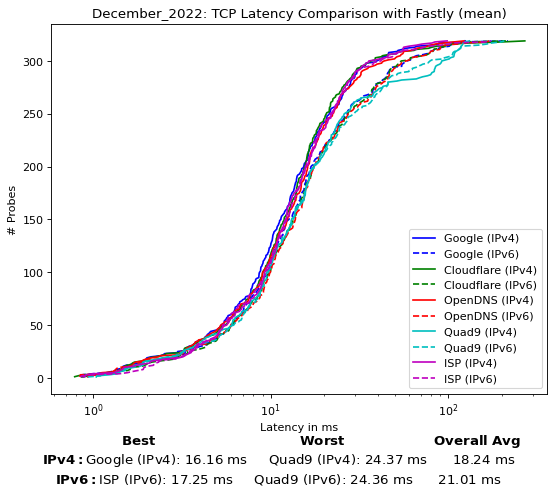 December_2022: TCP Latency Comparison with Fastly (mean)
# Probes
300
250
200
150
100
50
0
Google (IPv4)
Google (IPv6)
Cloudflare (IPv4)
Cloudflare (IPv6)
OpenDNS (IPv4)
OpenDNS (IPv6)
Quad9 (IPv4)
Quad9 (IPv6)
ISP (IPv4)
ISP (IPv6)
10⁰ 10¹ 10²
Latency in ms
Best Worst Overall Avg
IPv4: Google (IPv4): 16.16 ms Quad9 (IPv4): 24.37 ms 18.24 ms
IPv6: ISP (IPv6): 17.25 ms Quad9 (IPv6): 24.36 ms 21.01 ms